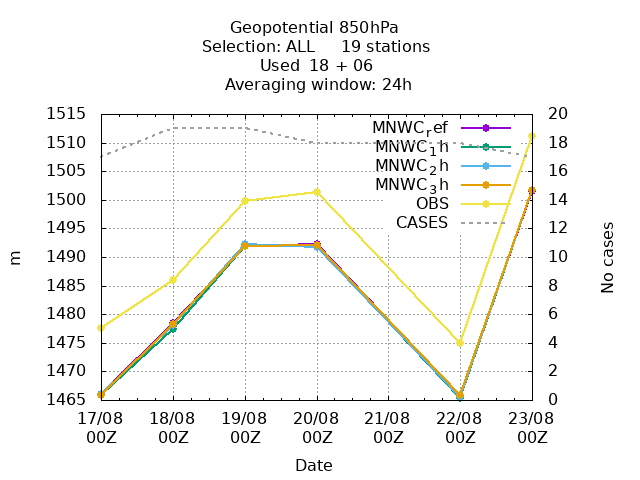 Geopotential 850hPa
Selection: ALL 19 stations
Used 18 + 06
Averaging window: 24h
1515 20
1510 18
1505 16
1500 14
1495 12
1490 10
1485 8
1480 6
1475 4
1470 2
1465 0
MNWC_ref
MNWC_1h
MNWC_2h
MNWC_3h
OBS
CASES
m
No cases
17/08 18/08 19/08 20/08 21/08 22/08 23/08
00Z 00Z 00Z 00Z 00Z 00Z 00Z
Date